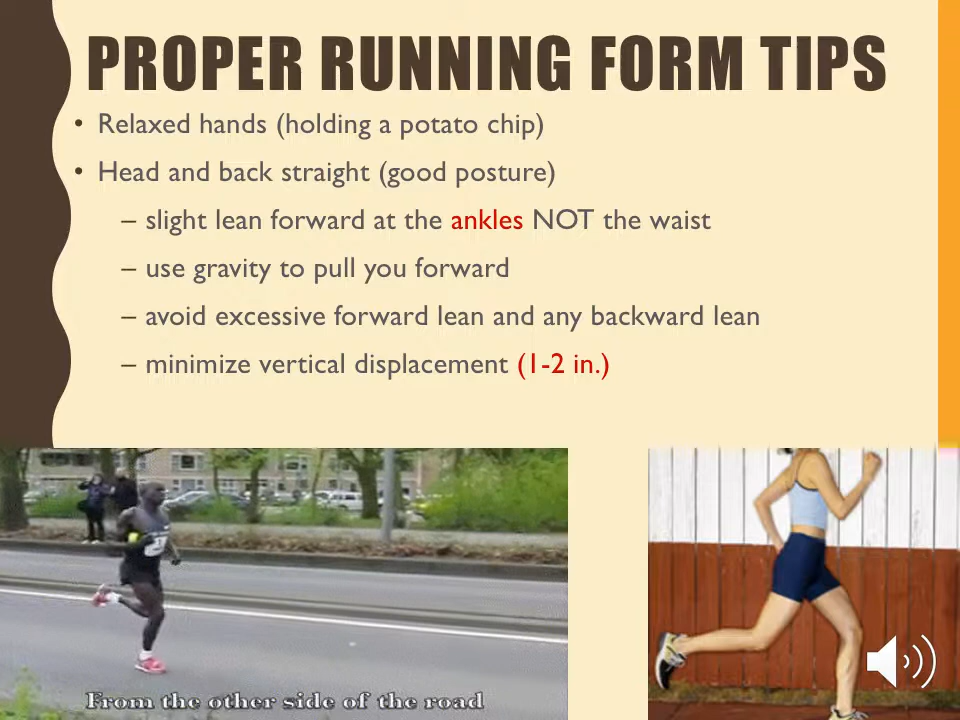 PROPER RUNNING FORM TIPS
• Relaxed hands (holding a potato chip)
• Head and back straight (good posture)
– slight lean forward at the ankles NOT the waist
– use gravity to pull you forward
– avoid excessive forward lean and any backward lean
– minimize vertical displacement (1-2 in.)
From the other side of the road